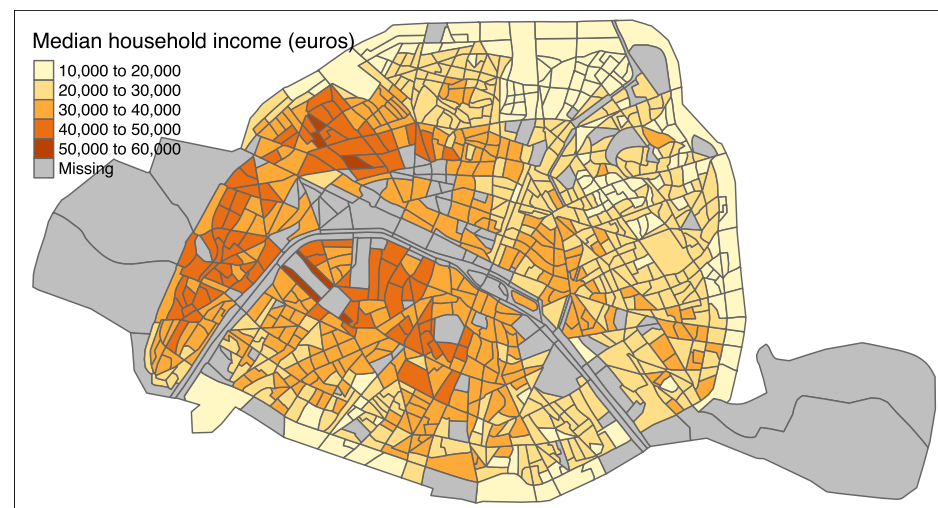 Median household income (euros)
10,000 to 20,000
20,000 to 30,000
30,000 to 40,000
40,000 to 50,000
50,000 to 60,000
Missing